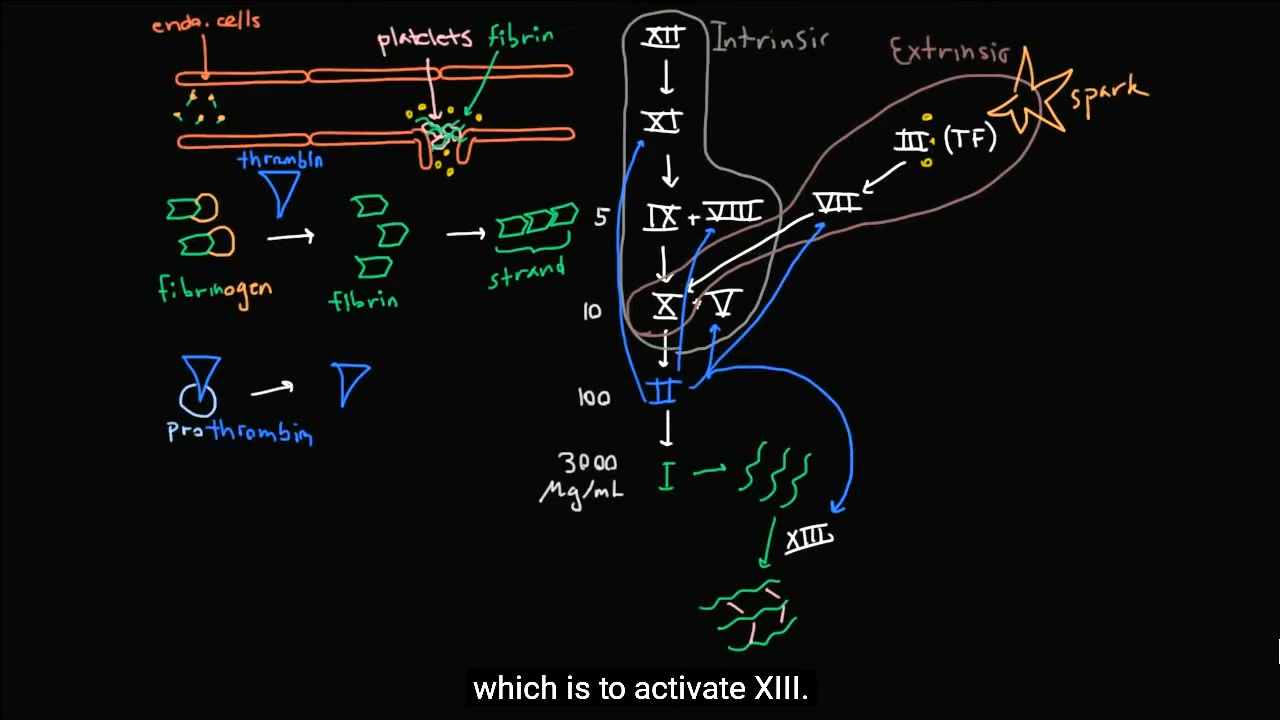 endo. cells
platelets fibrin
thrombin
fibrinogen
fibrin
strand
prothrombin
XII Intrinsic
Extrinsic
spark
XI
III (TF)
VII
5 IX + VIII
10 X + V
100 II
3000 I
Mg/mL
XIII
which is to activate XIII.